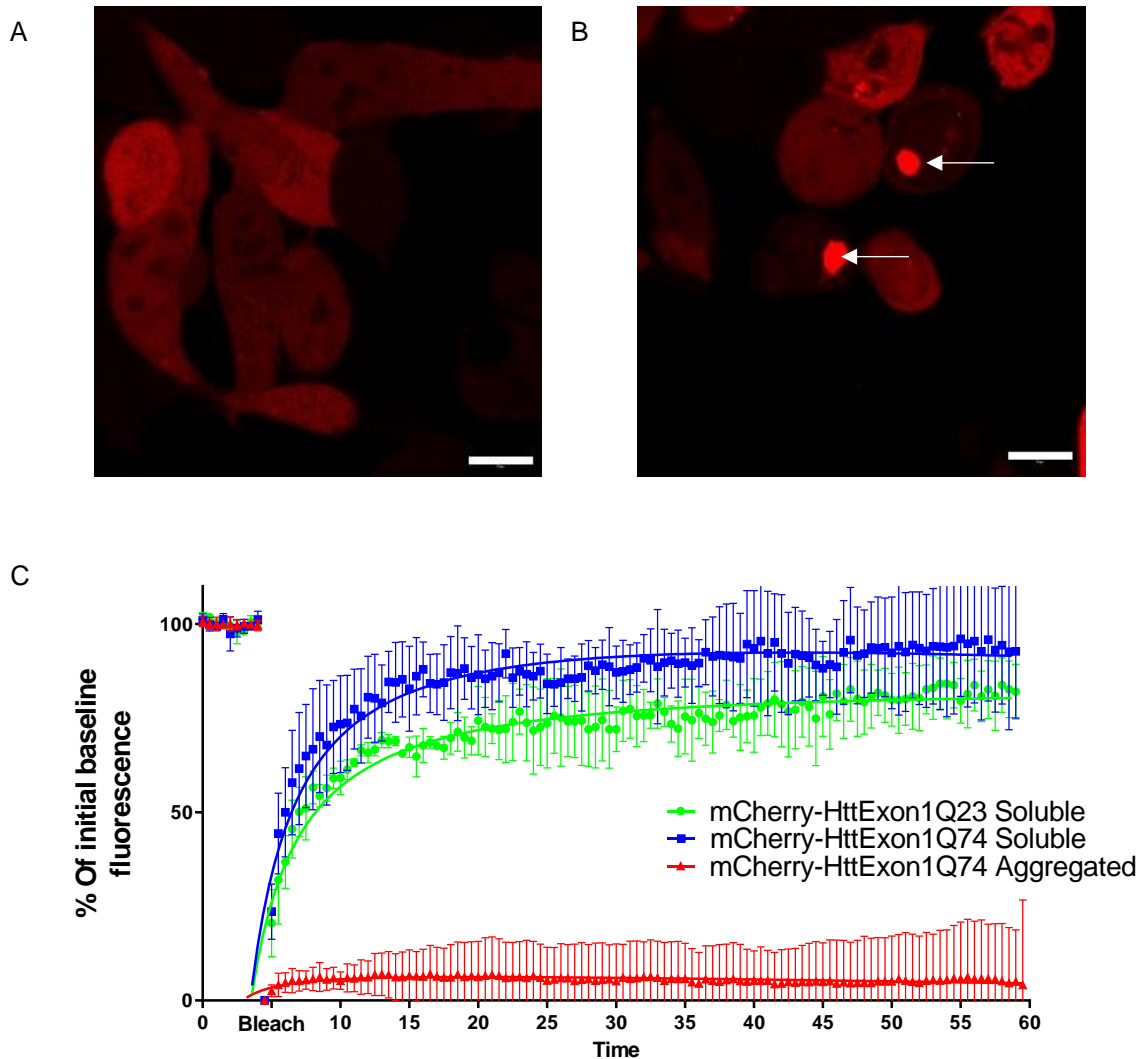 A
B
C
% Of initial baseline
fluorescence
100
50
0
mCherry-HttExon1Q23 Soluble
mCherry-HttExon1Q74 Soluble
mCherry-HttExon1Q74 Aggregated
0 Bleach 10 15 20 25 30 35 40 45 50 55 60
Time